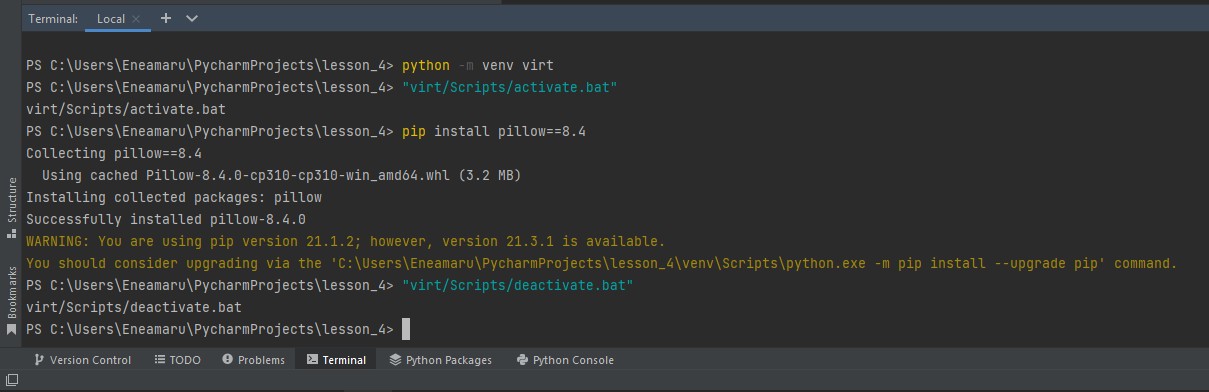 Terminal: Local
PS C:\Users\Eneamaru\PycharmProjects\lesson_4> python -m venv virt
PS C:\Users\Eneamaru\PycharmProjects\lesson_4> "virt/Scripts/activate.bat"
virt/Scripts/activate.bat
PS C:\Users\Eneamaru\PycharmProjects\lesson_4> pip install pillow==8.4
Collecting pillow==8.4
  Using cached Pillow-8.4.0-cp310-cp310-win_amd64.whl (3.2 MB)
Installing collected packages: pillow
Successfully installed pillow-8.4.0
WARNING: You are using pip version 21.1.2; however, version 21.3.1 is available.
You should consider upgrading via the 'C:\Users\Eneamaru\PycharmProjects\lesson_4\venv\Scripts\python.exe -m pip install --upgrade pip' command.
PS C:\Users\Eneamaru\PycharmProjects\lesson_4> "virt/Scripts/deactivate.bat"
virt/Scripts/deactivate.bat
PS C:\Users\Eneamaru\PycharmProjects\lesson_4>
Structure
Bookmarks
Version Control TODO Problems Terminal Python Packages Python Console